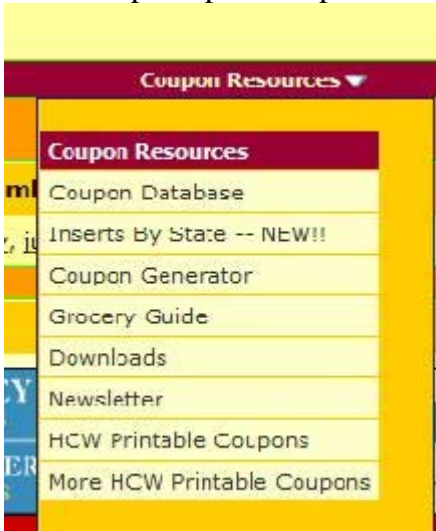 Coupon Resources
Coupon Resources
Coupon Database
Inserts By State -- NEW!!
Coupon Generator
Grocery Guide
Downloads
Newsletter
HCW Printable Coupons
More HCW Printable Coupons